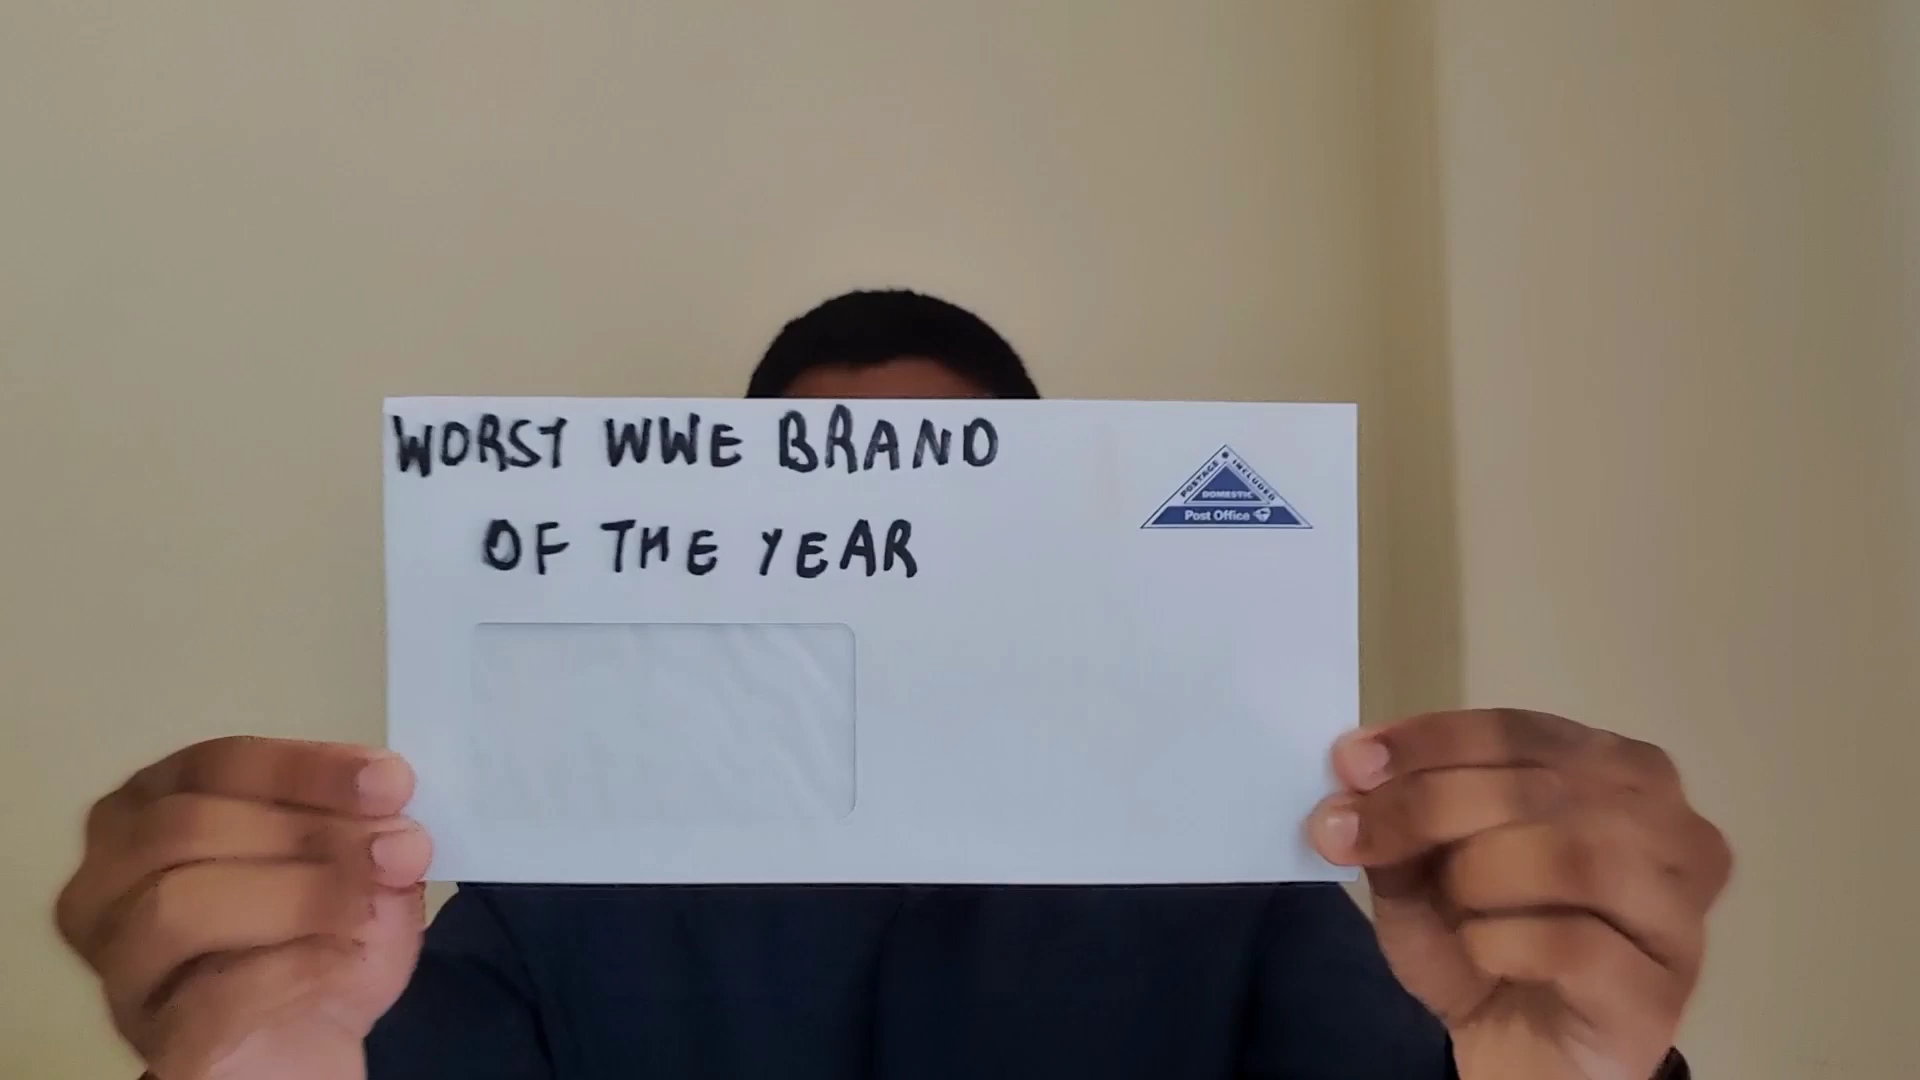 WORST WWE BRAND
OF THE YEAR
POSTAGE INCLUDED
DOMESTIC
Post Office